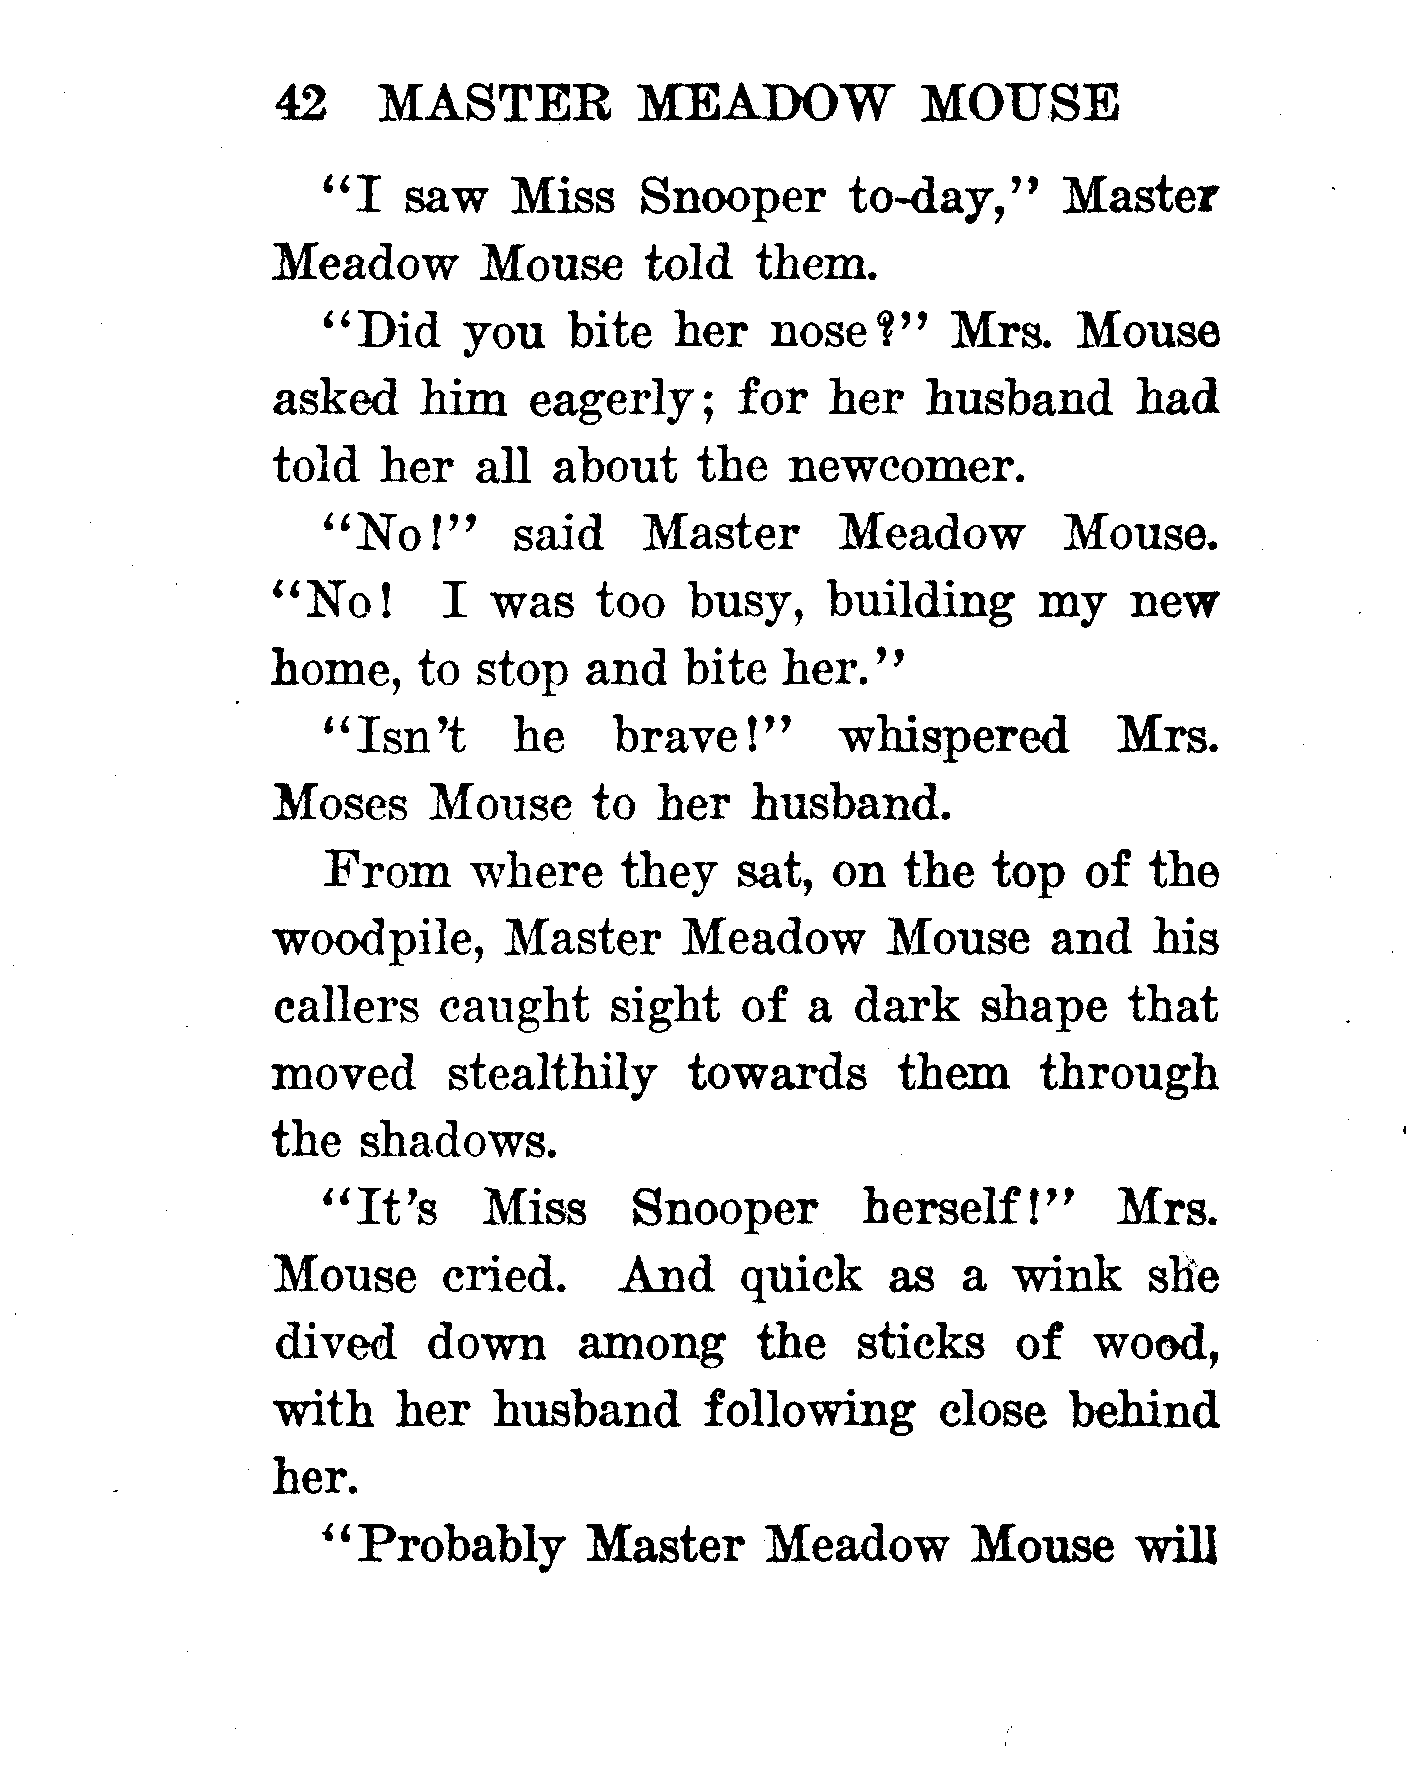 42 MASTER MEADOW MOUSE
"I saw Miss Snooper to-day," Master
Meadow Mouse told them.
"Did you bite her nose?" Mrs. Mouse
asked him eagerly; for her husband had
told her all about the newcomer.
"No!" said Master Meadow Mouse.
"No! I was too busy, building my new
home, to stop and bite her."
"Isn't he brave!" whispered Mrs.
Moses Mouse to her husband.
From where they sat, on the top of the
woodpile, Master Meadow Mouse and his
callers caught sight of a dark shape that
moved stealthily towards them through
the shadows.
"It's Miss Snooper herself!" Mrs.
Mouse cried. And quick as a wink she
dived down among the sticks of wood,
with her husband following close behind
her.
"Probably Master Meadow Mouse will